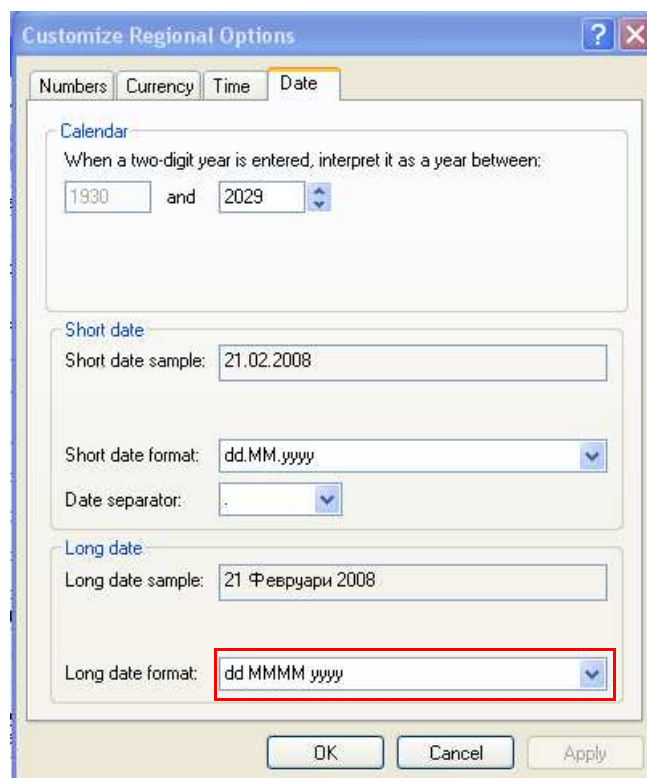 Customize Regional Options
Numbers Currency Time Date
Calendar
When a two-digit year is entered, interpret it as a year between:
1930 and 2029
Short date
Short date sample: 21.02.2008
Short date format: dd.MM.yyyy
Date separator: .
Long date
Long date sample: 21 Февруари 2008
Long date format: dd MMMM yyyy
OK Cancel Apply